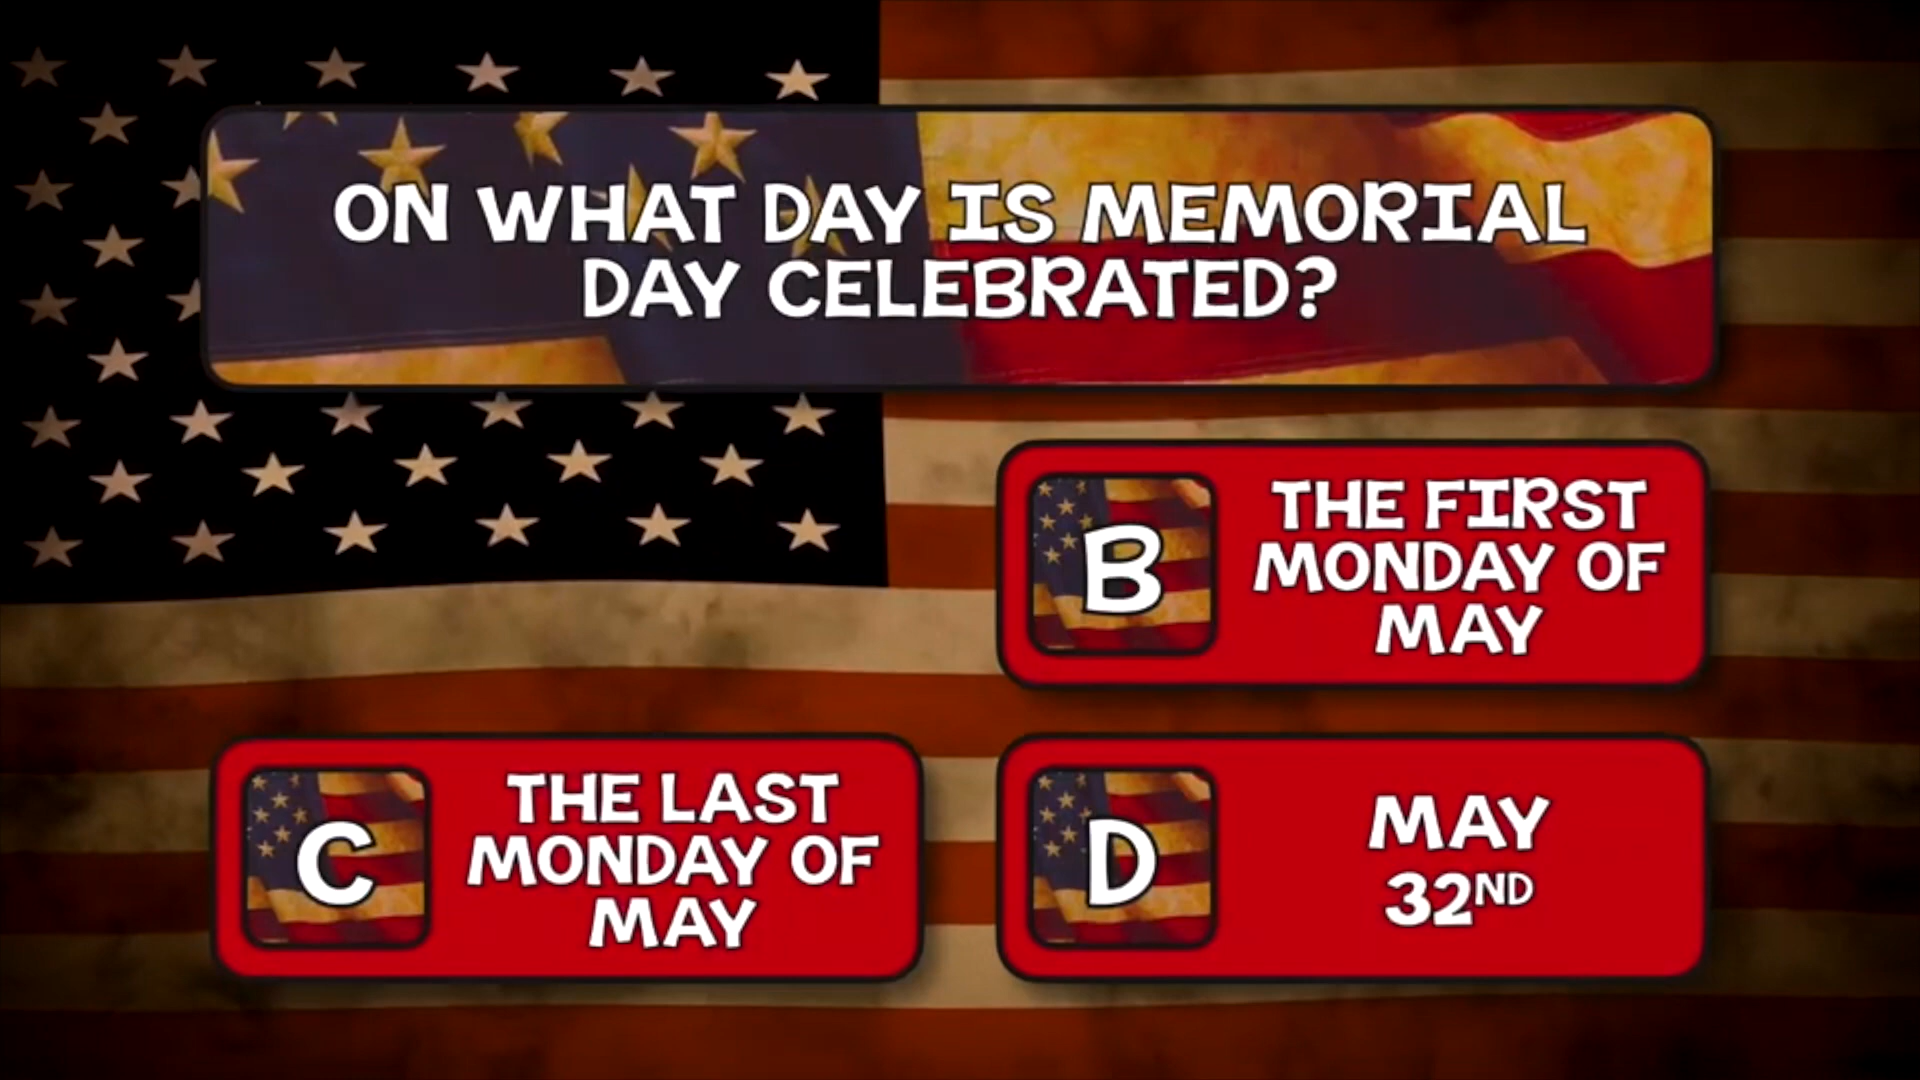 ON WHAT DAY IS MEMORIAL
DAY CELEBRATED?
B
THE FIRST
MONDAY OF
MAY
C
THE LAST
MONDAY OF
MAY
D
MAY
32ND